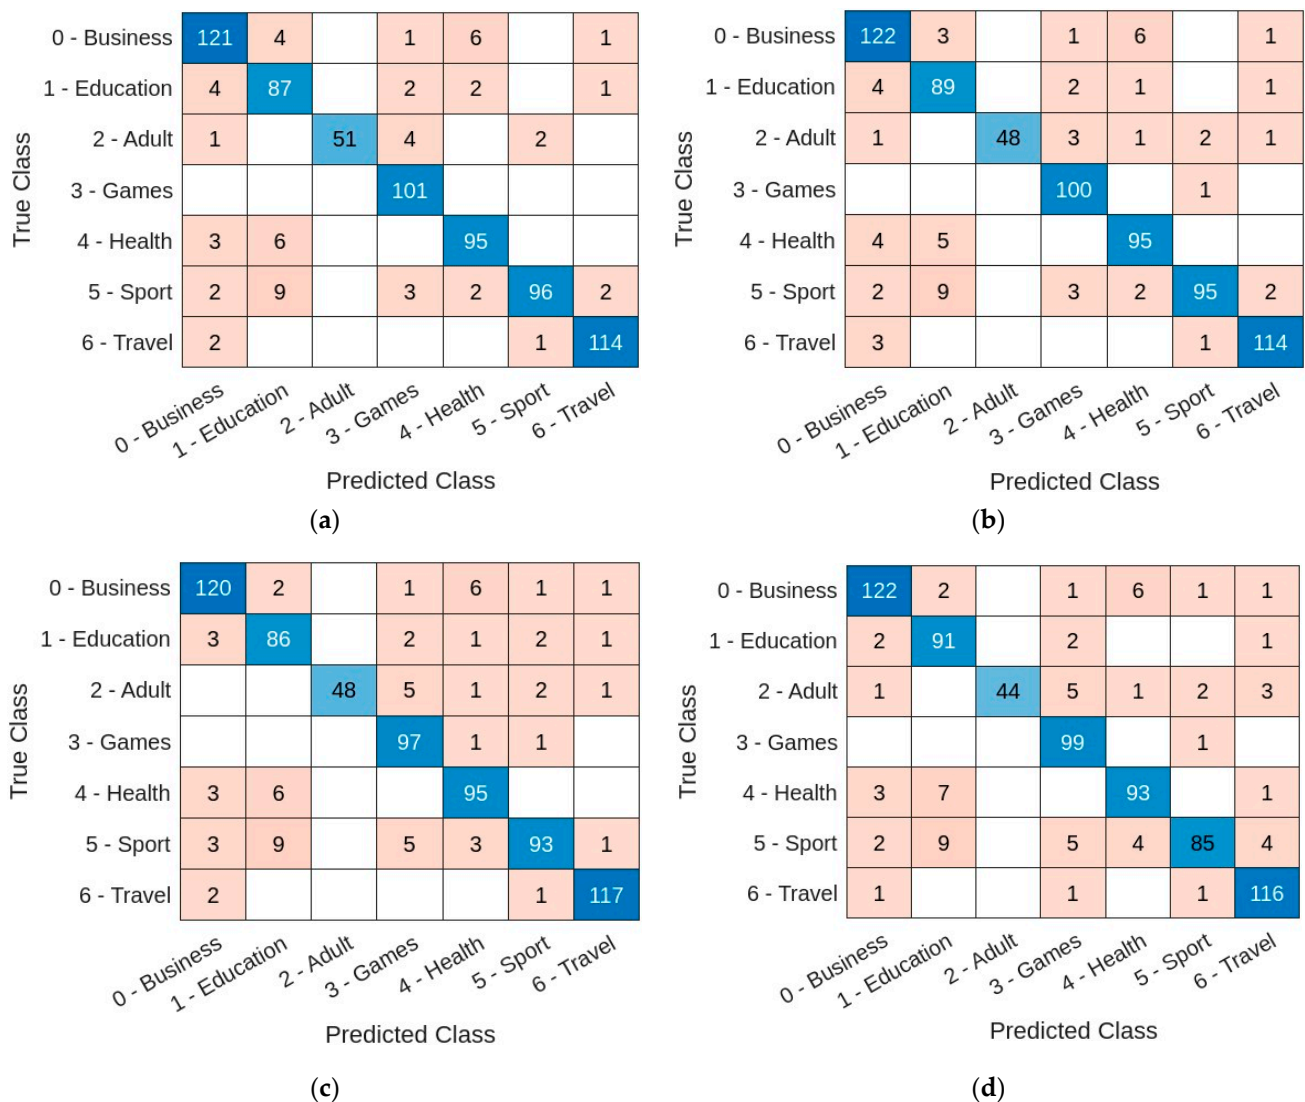 0 - Business 121 4 1 6 1
1 - Education 4 87 2 2 1
2 - Adult 1 51 4 2
3 - Games 101
4 - Health 3 6 95
5 - Sport 2 9 3 2 96 2
6 - Travel 2 1 114
True Class
0 - Business 1 - Education 2 - Adult 3 - Games 4 - Health 5 - Sport 6 - Travel
Predicted Class
(a)
0 - Business 122 3 1 6 1
1 - Education 4 89 2 1 1
2 - Adult 1 48 3 1 2 1
3 - Games 100 1
4 - Health 4 5 95
5 - Sport 2 9 3 2 95 2
6 - Travel 3 1 114
True Class
0 - Business 1 - Education 2 - Adult 3 - Games 4 - Health 5 - Sport 6 - Travel
Predicted Class
(b)
0 - Business 120 2 1 6 1 1
1 - Education 3 86 2 1 2 1
2 - Adult 48 5 1 2 1
3 - Games 97 1 1
4 - Health 3 6 95
5 - Sport 3 9 5 3 93 1
6 - Travel 2 1 117
True Class
0 - Business 1 - Education 2 - Adult 3 - Games 4 - Health 5 - Sport 6 - Travel
Predicted Class
(c)
0 - Business 122 2 1 6 1 1
1 - Education 2 91 2 1
2 - Adult 1 44 5 1 2 3
3 - Games 99 1
4 - Health 3 7 93 1
5 - Sport 2 9 5 4 85 4
6 - Travel 1 1 1 116
True Class
0 - Business 1 - Education 2 - Adult 3 - Games 4 - Health 5 - Sport 6 - Travel
Predicted Class
(d)